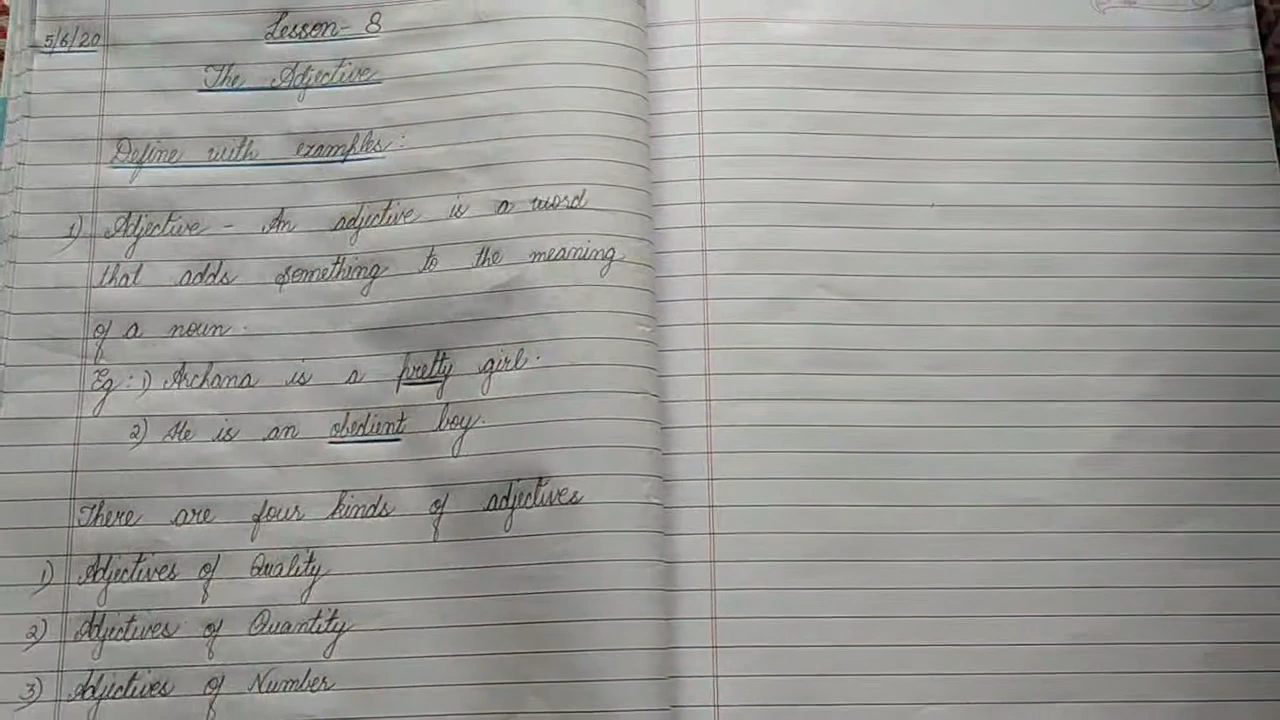 5/6/20
Lesson- 8
The Adjective
Define with examples:
1) Adjective - An adjective is a word
that adds something to the meaning
of a noun.
Eg: 1) Archana is a pretty girl.
2) He is an obedient boy.
There are four kinds of adjectives
1) Adjectives of Quality
2) Adjectives of Quantity
3) Adjectives of Number